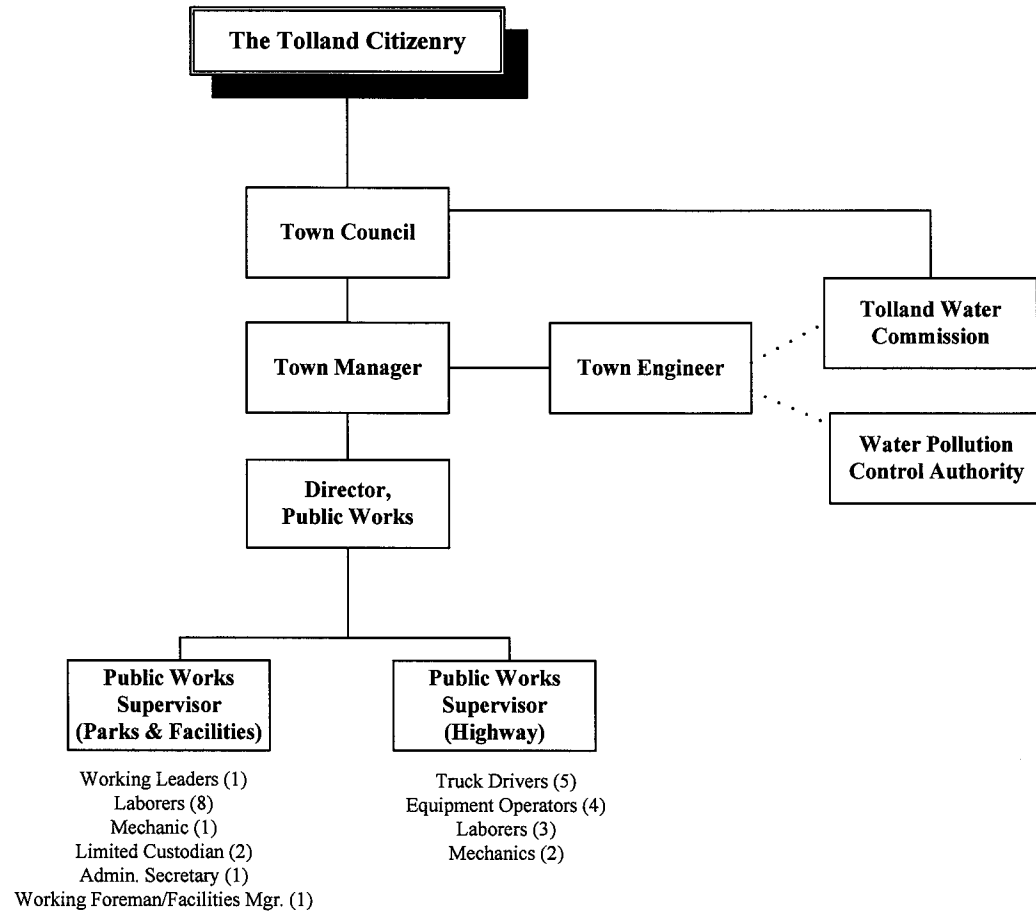 The Tolland Citizenry
Town Council
Tolland Water
Commission
Town Manager
Town Engineer
Water Pollution
Control Authority
Director,
Public Works
Public Works
Supervisor
(Parks & Facilities)
Working Leaders (1)
Laborers (8)
Mechanic (1)
Limited Custodian (2)
Admin. Secretary (1)
Working Foreman/Facilities Mgr. (1)
Public Works
Supervisor
(Highway)
Truck Drivers (5)
Equipment Operators (4)
Laborers (3)
Mechanics (2)